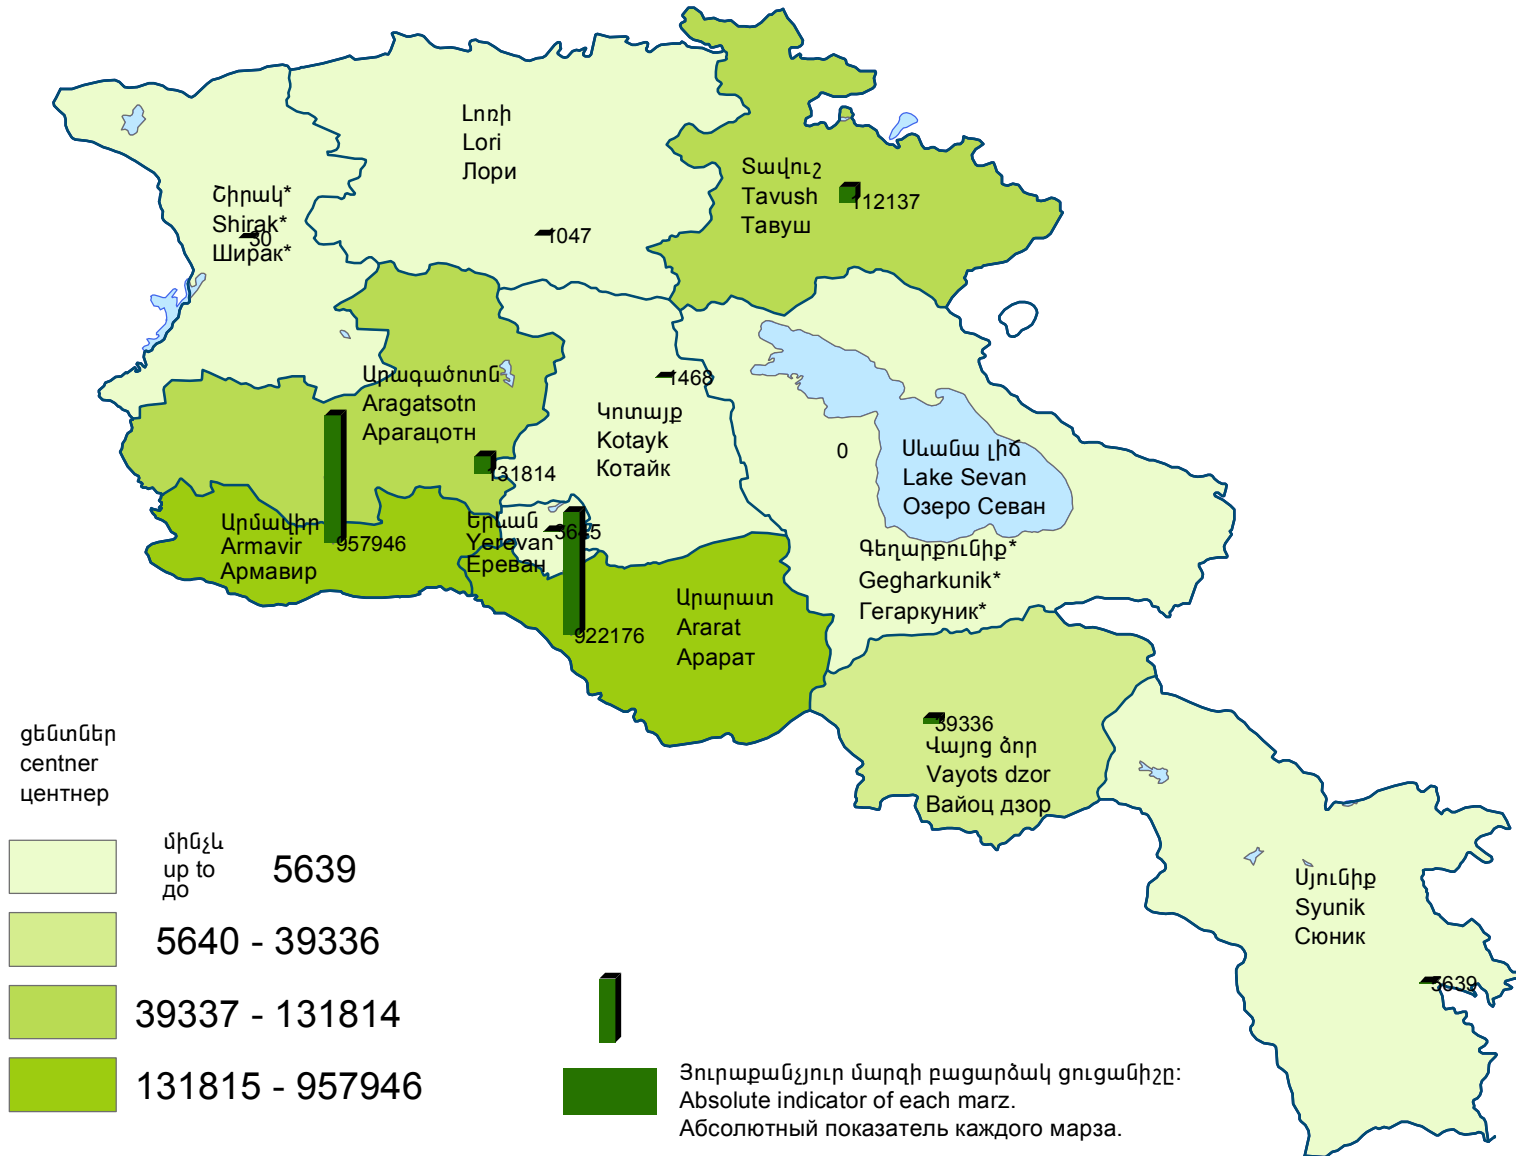 Լոռի
Lori
Лори
1047
Տավուշ
Tavush
Тавуш
112137
Շիրակ*
Shirak*
30
Ширак*
Արագածոտն
Aragatsotn
Арагацотн
131814
1468
Կոտայք
Kotayk
Котайк
0
Սևանա լիճ
Lake Sevan
Озеро Севан
Արմավիր
Armavir
Армавир
957946
Երևան
Yerevan
Ереван
3645
922176
Արարատ
Ararat
Арарат
Գեղարքունիք*
Gegharkunik*
Гегаркуник*
39336
Վայոց ձոր
Vayots dzor
Вайоц дзор
Սյունիք
Syunik
Сюник
5639
ցենտներ
centner
центнер
մինչև
up to
до
5639
5640 - 39336
39337 - 131814
131815 - 957946
Յուրաքանչյուր մարզի բացարձակ ցուցանիշը:
Absolute indicator of each marz.
Абсолютный показатель каждого марза.